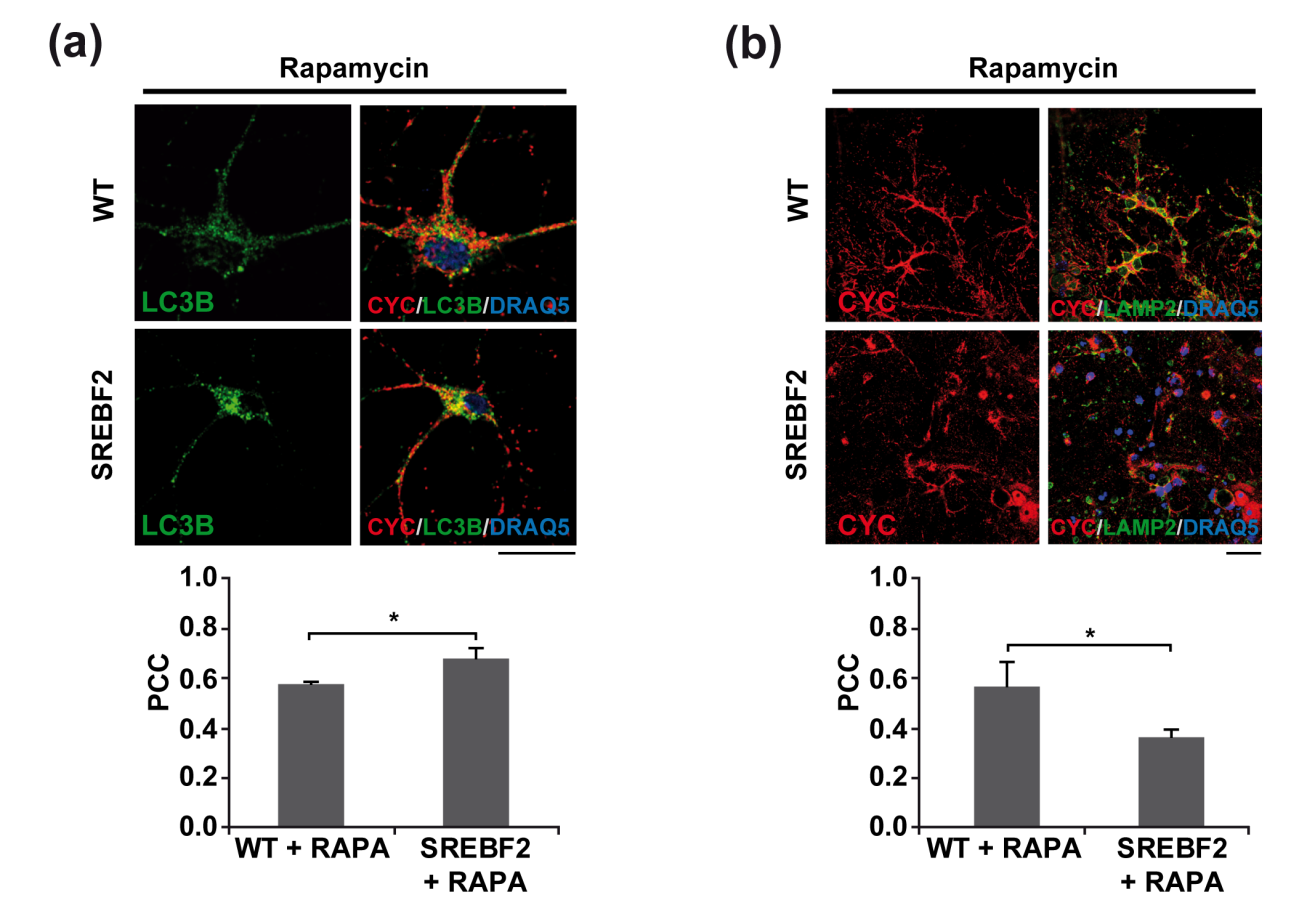 (a)
Rapamycin
WT
LC3B
CYC/LC3B/DRAQ5
SREBF2
LC3B
CYC/LC3B/DRAQ5
PCC
1.0
0.8
0.6
0.4
0.2
0.0
*
WT + RAPA
SREBF2
+ RAPA
(b)
Rapamycin
WT
CYC
CYC/LAMP2/DRAQ5
SREBF2
CYC
CYC/LAMP2/DRAQ5
PCC
1.0
0.8
0.6
0.4
0.2
0.0
*
WT + RAPA
SREBF2
+ RAPA